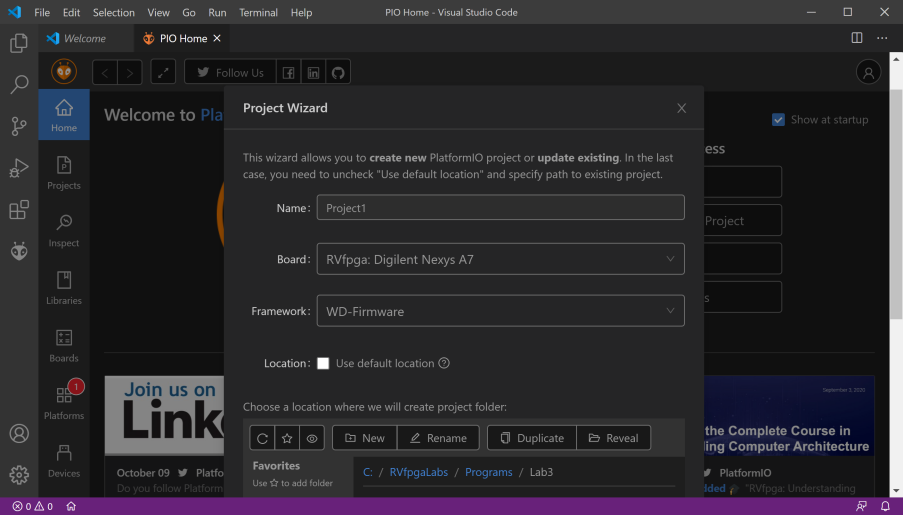 File Edit Selection View Go Run Terminal Help PIO Home - Visual Studio Code
Welcome PIO Home
Follow Us
Home
Projects
Inspect
Libraries
Boards
1
Platforms
Devices
Welcome to Pla
Show at startup
ess
Project
s
Project Wizard
This wizard allows you to create new PlatformIO project or update existing. In the last
case, you need to uncheck "Use default location" and specify path to existing project.
Name: Project1
Board: RVfpga: Digilent Nexys A7
Framework: WD-Firmware
Location: Use default location
Choose a location where we will create project folder:
New Rename Duplicate Reveal
Favorites
Use ☆ to add folder
C: / RVfpgaLabs / Programs / Lab3
Join us on
Linke
October 09 Platfo
Do you follow Platform
September 3, 2020
the Complete Course in
ding Computer Architecture
PlatformIO
dded "RVfpga: Understanding
0 0